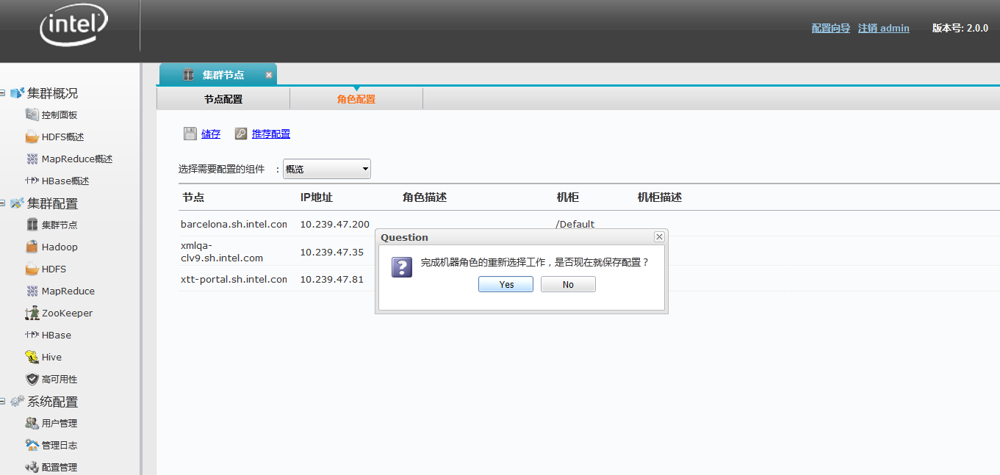 intel
配置向导 注销 admin 版本号: 2.0.0
集群概况
控制面板
HDFS概述
MapReduce概述
HBase概述
集群配置
集群节点
Hadoop
HDFS
MapReduce
ZooKeeper
HBase
Hive
高可用性
系统配置
用户管理
管理日志
配置管理
集群节点
节点配置 角色配置
储存 推荐配置
选择需要配置的组件 : 概览
节点 IP地址 角色描述 机柜 机柜描述
barcelona.sh.intel.com 10.239.47.200 /Default
xmlqa-
clv9.sh.intel.com 10.239.47.35
xtt-portal.sh.intel.com 10.239.47.81
Question
完成机器角色的重新选择工作，是否现在就保存配置？
Yes No